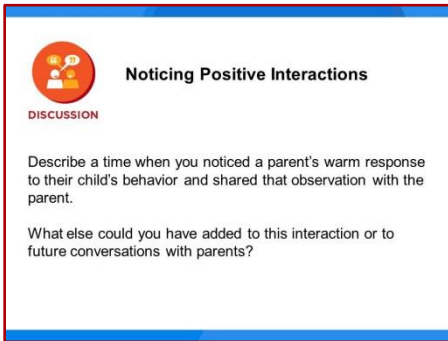 Noticing Positive Interactions
DISCUSSION
Describe a time when you noticed a parent's warm response
to their child's behavior and shared that observation with the
parent.
What else could you have added to this interaction or to
future conversations with parents?